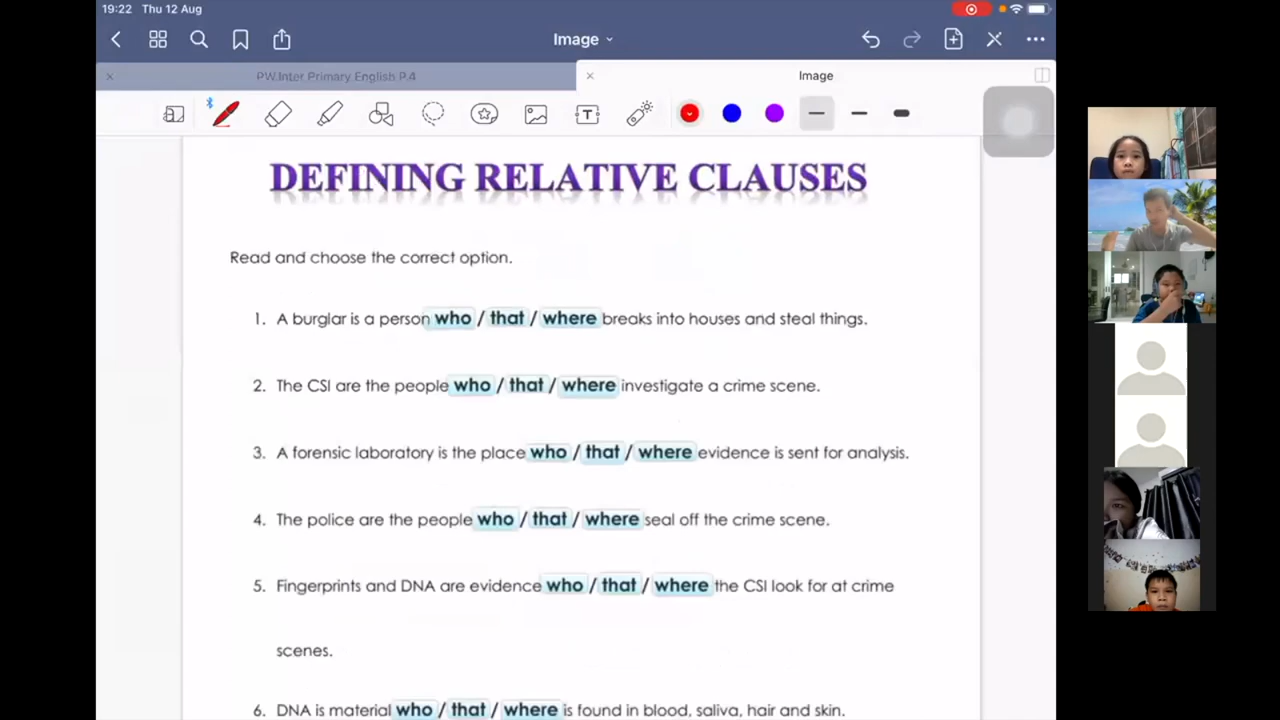 19:22 Thu 12 Aug
Image
PW.Inter Primary English P.4
Image
T
DEFINING RELATIVE CLAUSES
Read and choose the correct option.
1. A burglar is a person who / that / where breaks into houses and steal things.
2. The CSI are the people who / that / where investigate a crime scene.
3. A forensic laboratory is the place who / that / where evidence is sent for analysis.
4. The police are the people who / that / where seal off the crime scene.
5. Fingerprints and DNA are evidence who / that / where the CSI look for at crime
scenes.
6. DNA is material who / that / where is found in blood, saliva, hair and skin.